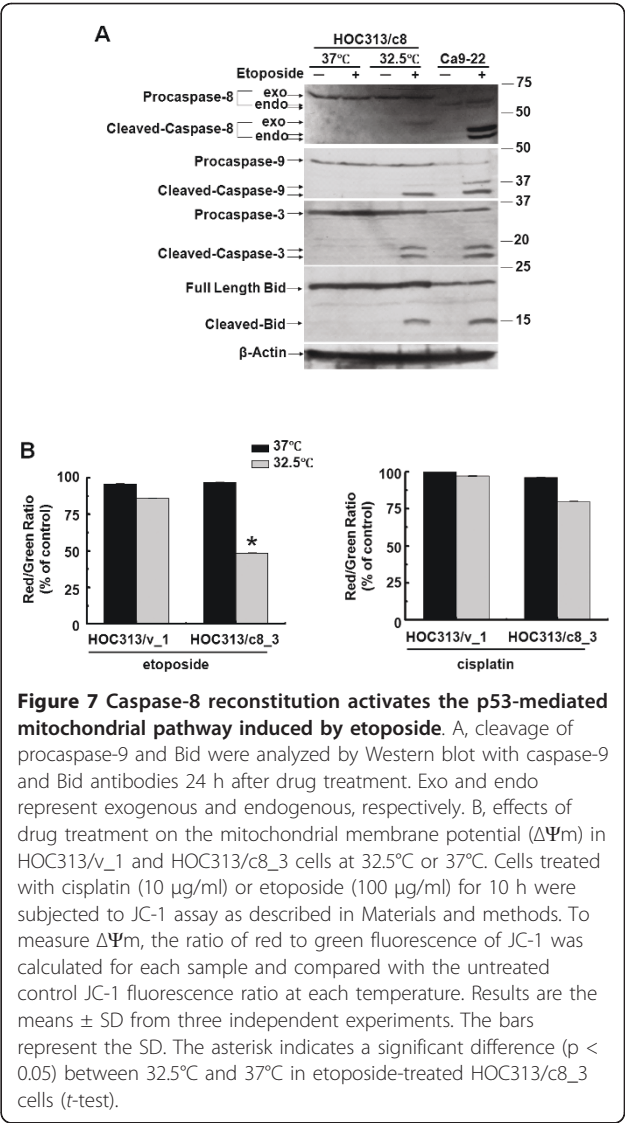 A
HOC313/c8
37℃ 32.5℃ Ca9-22
Etoposide — + — + — +
Procaspase-8 exo endo
Cleaved-Caspase-8 exo endo
Procaspase-9
Cleaved-Caspase-9
Procaspase-3
Cleaved-Caspase-3
Full Length Bid
Cleaved-Bid
β-Actin
75
50
50
37
37
20
25
15
B
37℃
32.5℃
Red/Green Ratio
(% of control)
100
75
50
25
0
*
HOC313/v_1 HOC313/c8_3
etoposide
Red/Green Ratio
(% of control)
100
75
50
25
0
HOC313/v_1 HOC313/c8_3
cisplatin
Figure 7 Caspase-8 reconstitution activates the p53-mediated
mitochondrial pathway induced by etoposide. A, cleavage of
procaspase-9 and Bid were analyzed by Western blot with caspase-9
and Bid antibodies 24 h after drug treatment. Exo and endo
represent exogenous and endogenous, respectively. B, effects of
drug treatment on the mitochondrial membrane potential (ΔΨm) in
HOC313/v_1 and HOC313/c8_3 cells at 32.5°C or 37°C. Cells treated
with cisplatin (10 μg/ml) or etoposide (100 μg/ml) for 10 h were
subjected to JC-1 assay as described in Materials and methods. To
measure ΔΨm, the ratio of red to green fluorescence of JC-1 was
calculated for each sample and compared with the untreated
control JC-1 fluorescence ratio at each temperature. Results are the
means ± SD from three independent experiments. The bars
represent the SD. The asterisk indicates a significant difference (p <
0.05) between 32.5°C and 37°C in etoposide-treated HOC313/c8_3
cells (t-test).